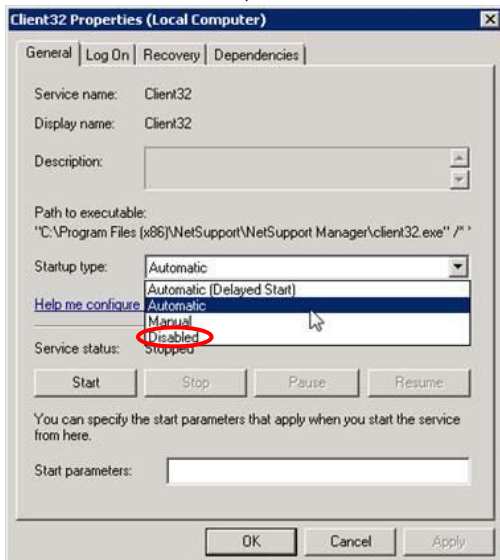 Client32 Properties (Local Computer)
General Log On Recovery Dependencies
Service name: Client32
Display name: Client32
Description:
Path to executable:
"C:\Program Files (x86)\NetSupport\NetSupport Manager\client32.exe" /* *
Startup type: Automatic
Automatic (Delayed Start)
Help me configure Automatic
Manual
Disabled
Service status: Stopped
Start Stop Pause Resume
You can specify the start parameters that apply when you start the service
from here.
Start parameters:
OK Cancel Apply